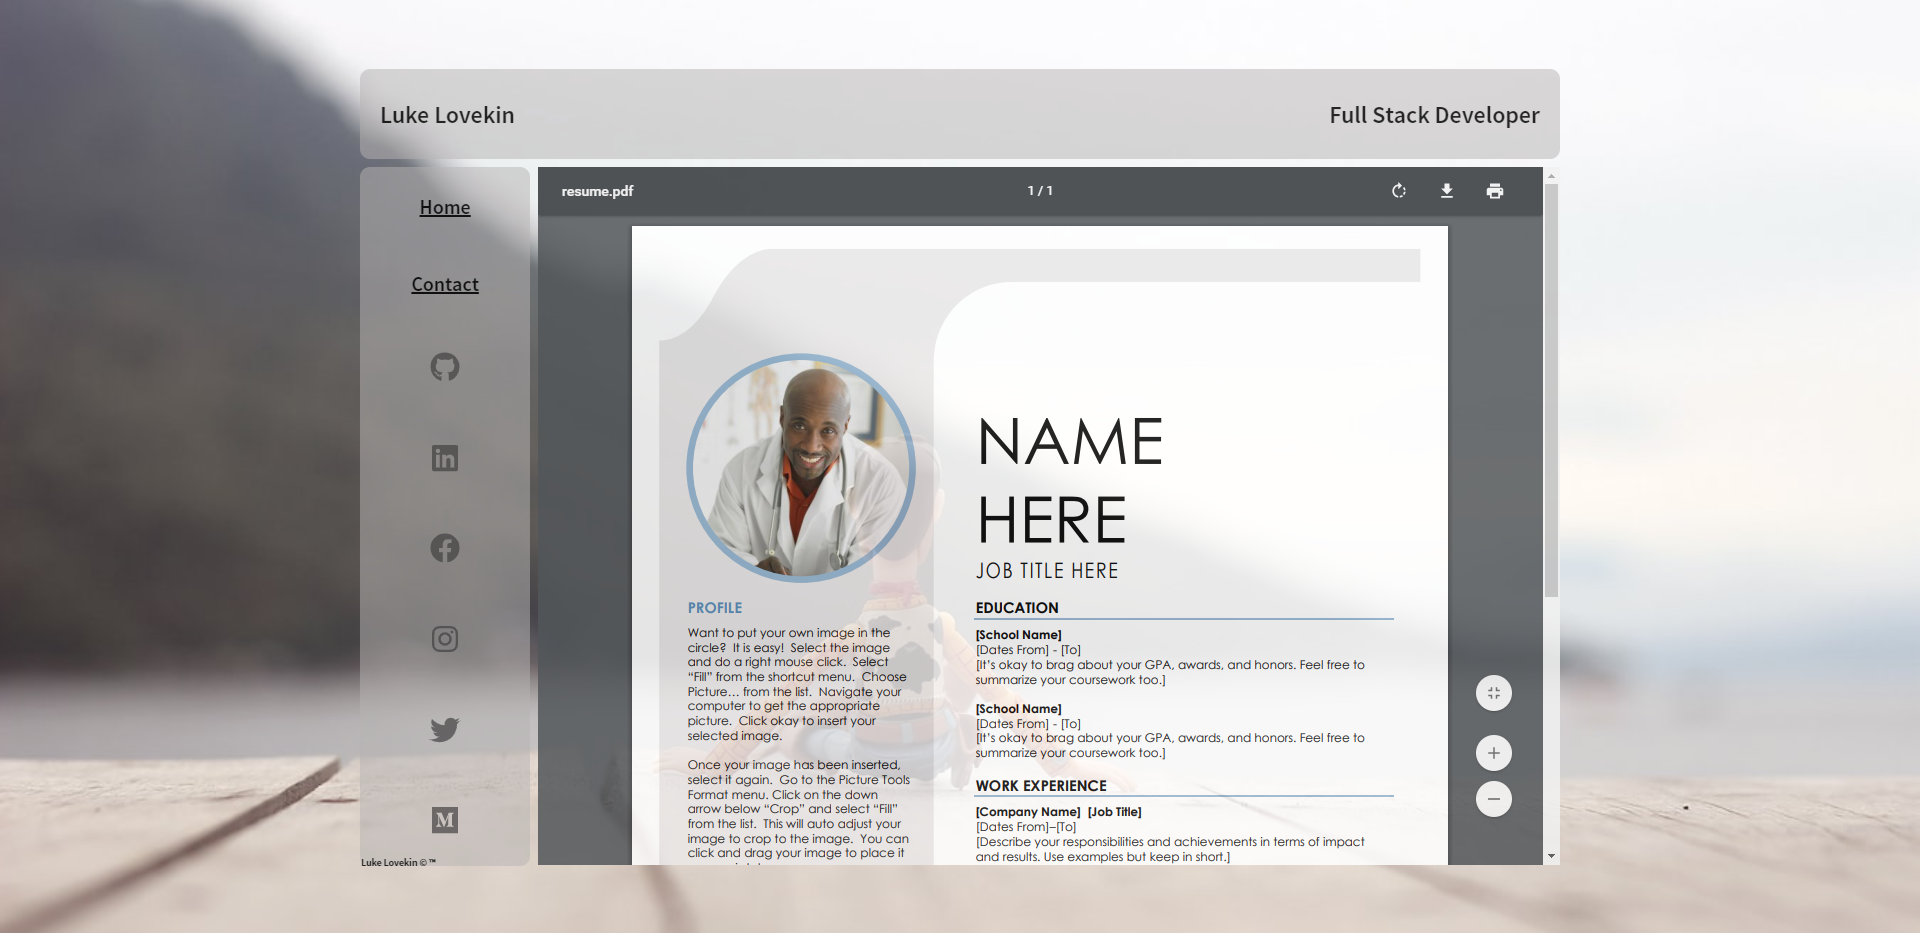 Luke Lovekin
Full Stack Developer
Home
Contact
Luke Lovekin © ™
resume.pdf
1 / 1
PROFILE
Want to put your own image in the
circle?  It is easy!  Select the image
and do a right mouse click.  Select
“Fill” from the shortcut menu.  Choose
Picture… from the list.  Navigate your
computer to get the appropriate
picture.  Click okay to insert your
selected image.
Once your image has been inserted,
select it again.  Go to the Picture Tools
Format menu. Click on the down
arrow below “Crop” and select “Fill”
from the list.  This will auto adjust your
image to crop to the image.  You can
click and drag your image to place it
NAME
HERE
JOB TITLE HERE
EDUCATION
[School Name]
[Dates From] - [To]
[It’s okay to brag about your GPA, awards, and honors. Feel free to
summarize your coursework too.]
[School Name]
[Dates From] - [To]
[It’s okay to brag about your GPA, awards, and honors. Feel free to
summarize your coursework too.]
WORK EXPERIENCE
[Company Name]  [Job Title]
[Dates From]–[To]
[Describe your responsibilities and achievements in terms of impact
and results. Use examples but keep in short.]